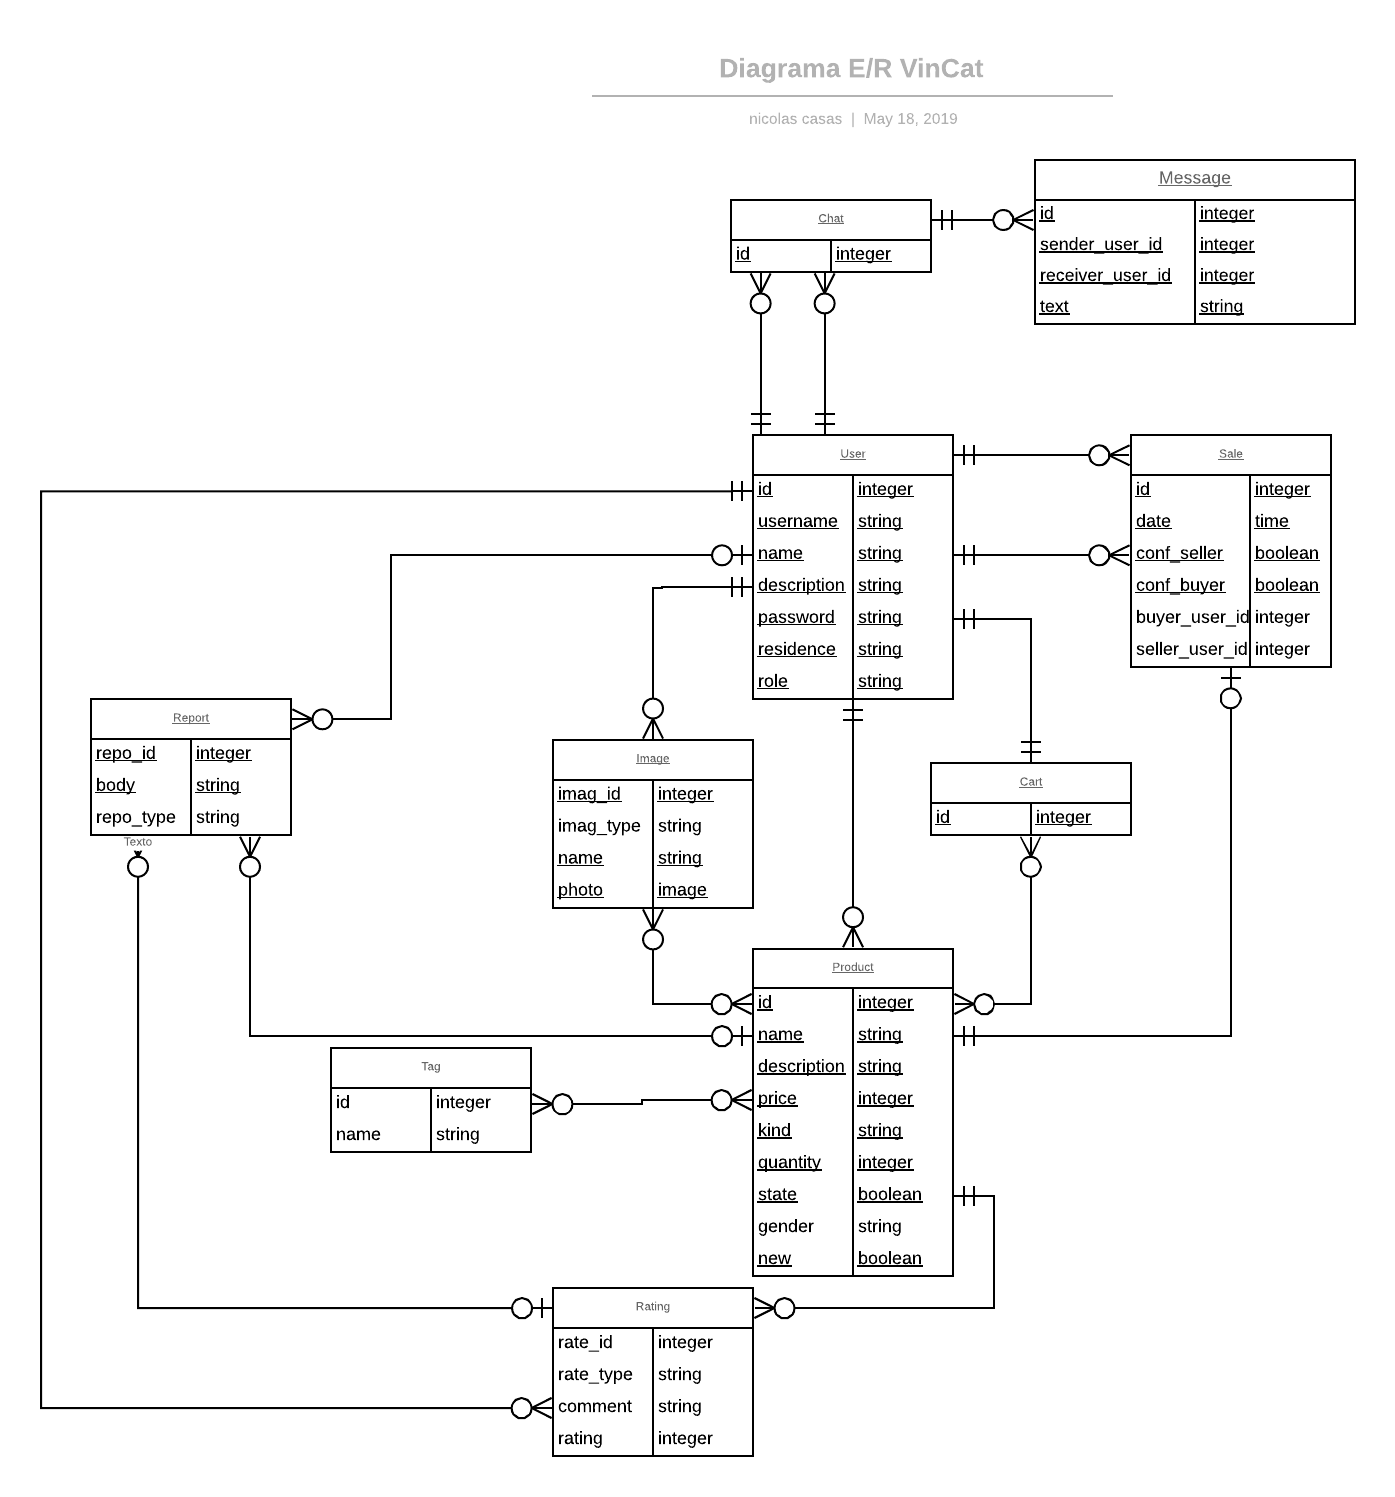 Diagrama E/R VinCat
nicolas casas | May 18, 2019
Message
id integer
sender_user_id integer
receiver_user_id integer
text string
Chat
id integer
User
id integer
username string
name string
description string
password string
residence string
role string
Sale
id integer
date time
conf_seller boolean
conf_buyer boolean
buyer_user_id integer
seller_user_id integer
Report
repo_id integer
body string
repo_type string
Texto
Image
imag_id integer
imag_type string
name string
photo image
Cart
id integer
Product
id integer
name string
description string
price integer
kind string
quantity integer
state boolean
gender string
new boolean
Tag
id integer
name string
Rating
rate_id integer
rate_type string
comment string
rating integer